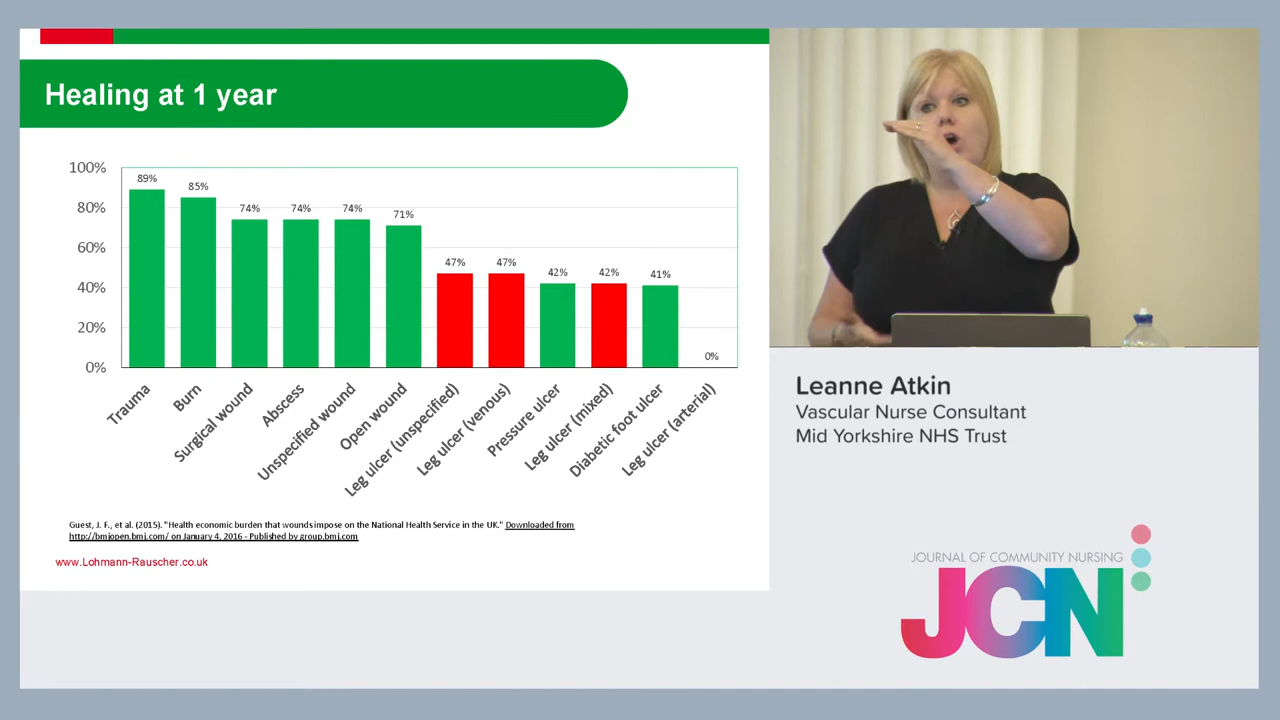 Healing at 1 year
100%
80%
60%
40%
20%
0%
89%
85%
74%
74%
74%
71%
47%
47%
42%
42%
41%
0%
Trauma
Burn
Surgical wound
Abscess
Unspecified wound
Open wound
Leg ulcer (unspecified)
Leg ulcer (venous)
Pressure ulcer
Leg ulcer (mixed)
Diabetic foot ulcer
Leg ulcer (arterial)
Guest, J. F., et al. (2015). "Health economic burden that wounds impose on the National Health Service in the UK." Downloaded from
http://bmjopen.bmj.com/ on January 4, 2016 - Published by group.bmj.com
www.Lohmann-Rauscher.co.uk
Leanne Atkin
Vascular Nurse Consultant
Mid Yorkshire NHS Trust
JOURNAL OF COMMUNITY NURSING
JCN